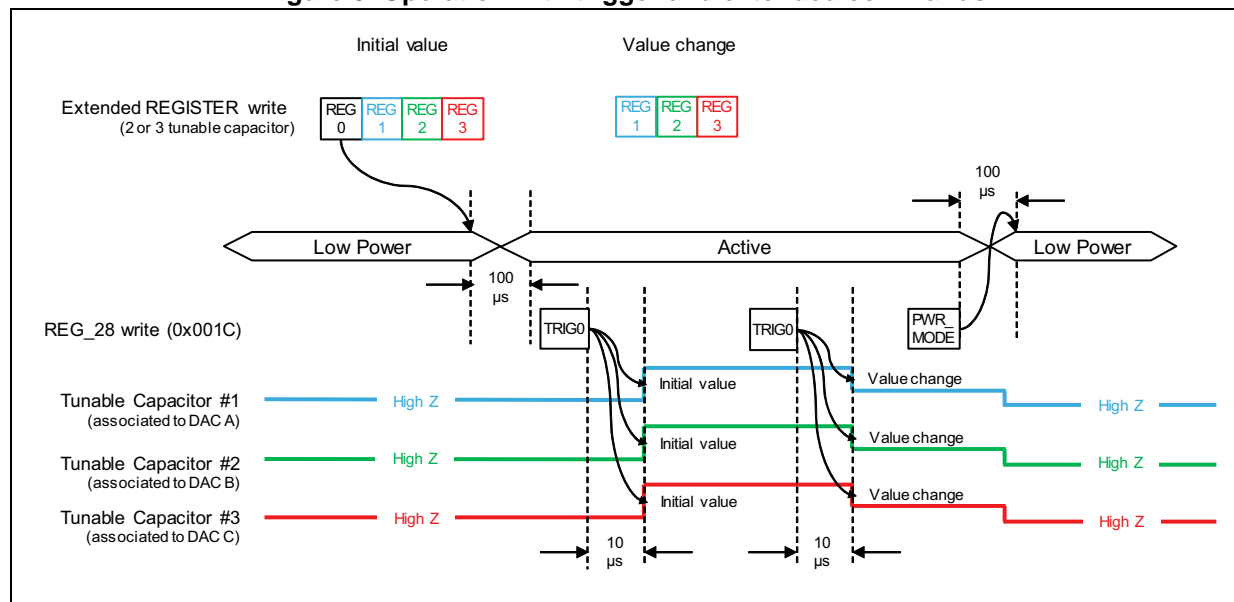 Initial value
Value change
Extended REGISTER write
(2 or 3 tunable capacitor)
REG 0
REG 1
REG 2
REG 3
REG 1
REG 2
REG 3
100 µs
Low Power
Active
Low Power
100 µs
REG_28 write (0x001C)
TRIG0
TRIG0
PWR_
MODE
Initial value
Value change
Tunable Capacitor #1
(associated to DAC A)
High Z
High Z
Initial value
Value change
Tunable Capacitor #2
(associated to DAC B)
High Z
High Z
Initial value
Value change
Tunable Capacitor #3
(associated to DAC C)
High Z
High Z
10 µs
10 µs